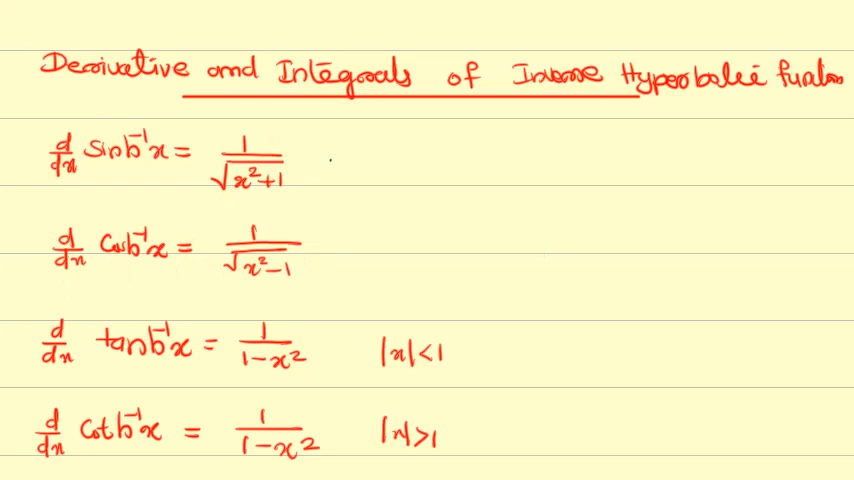 Derivative and Integrals of Inverse Hyperbolic
d/dx sinh⁻¹x = 1/√(x²+1)
d/dx cosh⁻¹x = 1/√(x²-1)
d/dx tanh⁻¹x = 1/(1-x²) |x|<1
d/dx coth⁻¹x = 1/(1-x²) |x|>1